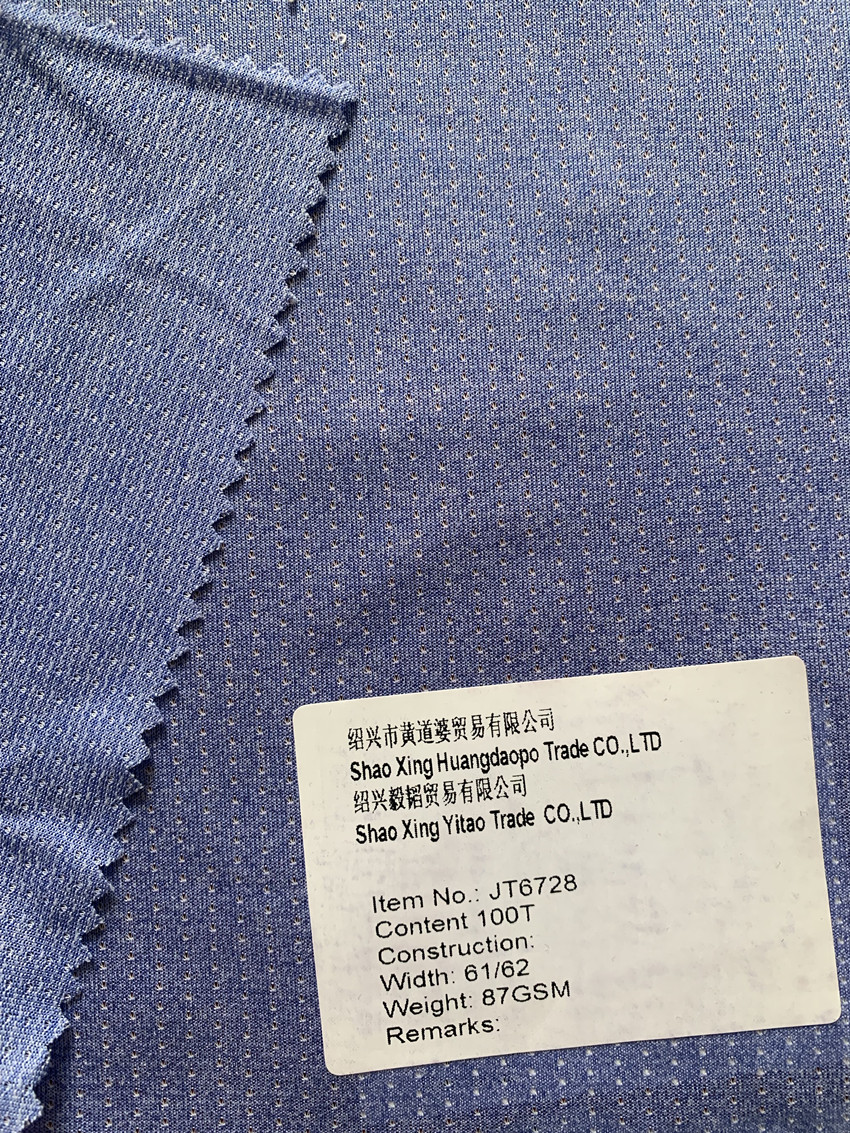 绍兴市黄道婆贸易有限公司
Shao Xing Huangdaopo Trade CO.,LTD
绍兴毅韬贸易有限公司
Shao Xing Yitao Trade CO.,LTD
Item No.: JT6728
Content 100T
Construction:
Width: 61/62
Weight: 87GSM
Remarks: